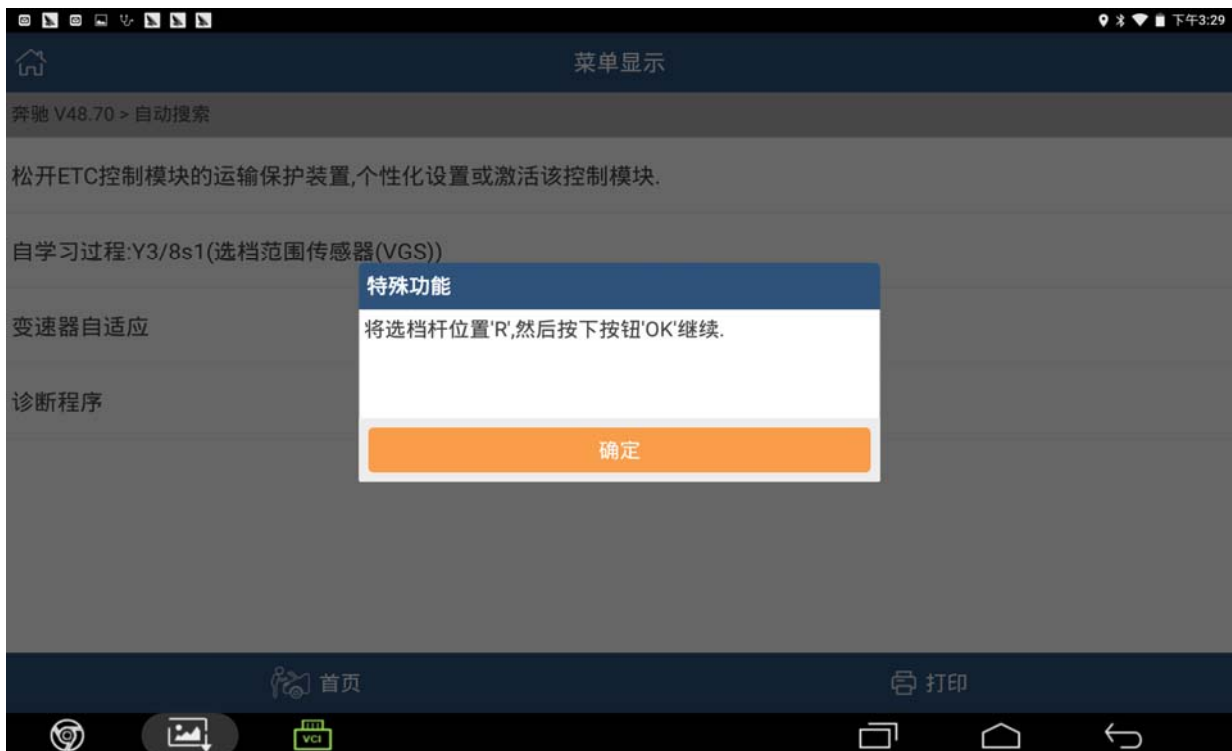 下午3:29
菜单显示
奔驰 V48.70 > 自动搜索
松开ETC控制模块的运输保护装置,个性化设置或激活该控制模块.
自学习过程:Y3/8s1(选档范围传感器(VGS))
特殊功能
变速器自适应
将选档杆位置'R',然后按下按钮'OK'继续.
诊断程序
确定
首页
打印
VCI